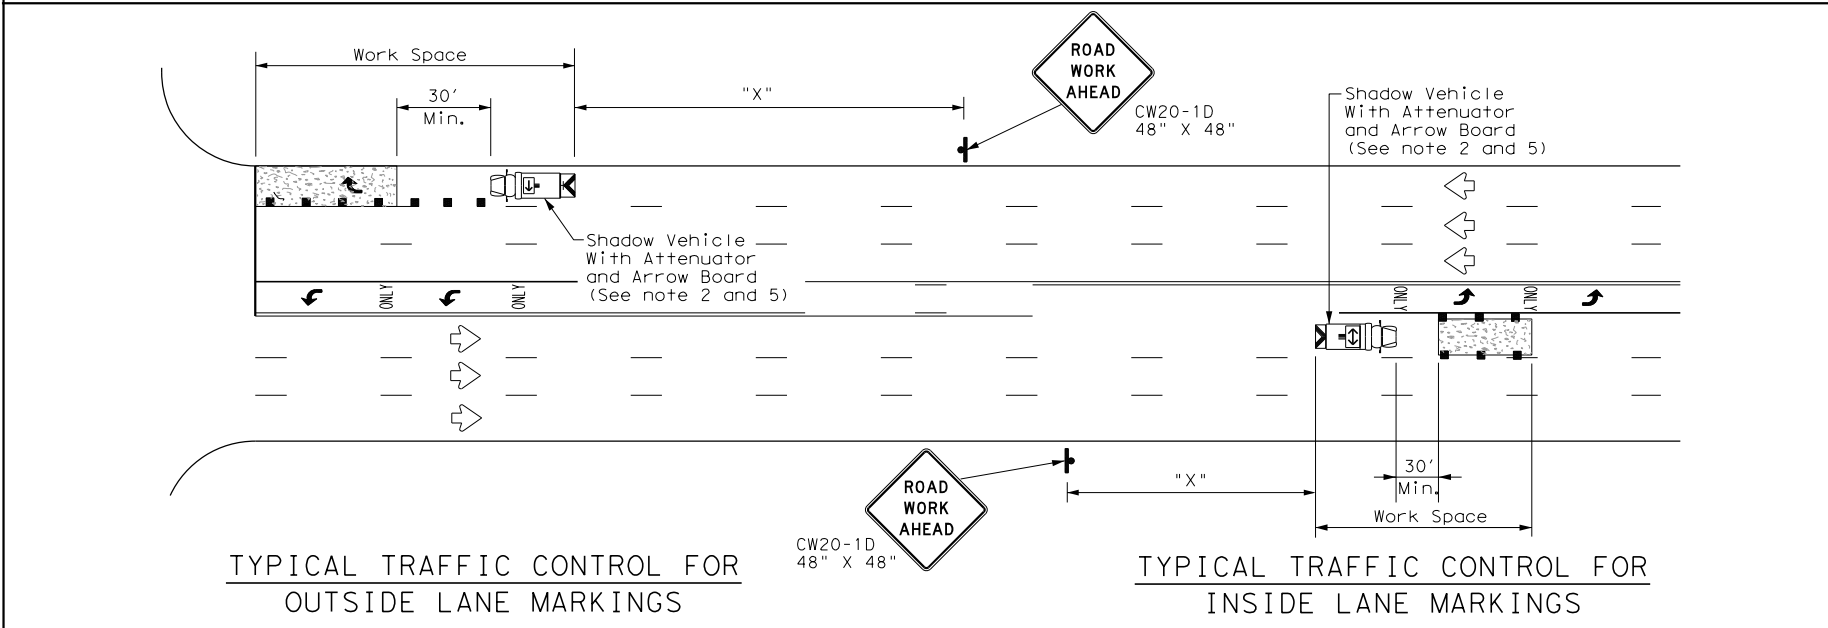 Work Space
30'
Min.
"X"
ROAD
WORK
AHEAD
CW20-1D
48" X 48"
Shadow Vehicle
With Attenuator
and Arrow Board
(See note 2 and 5)
Shadow Vehicle
With Attenuator
and Arrow Board
(See note 2 and 5)
ONLY
ONLY
ONLY
ONLY
ROAD
WORK
AHEAD
CW20-1D
48" X 48"
"X"
30'
Min.
Work Space
TYPICAL TRAFFIC CONTROL FOR
OUTSIDE LANE MARKINGS
TYPICAL TRAFFIC CONTROL FOR
INSIDE LANE MARKINGS